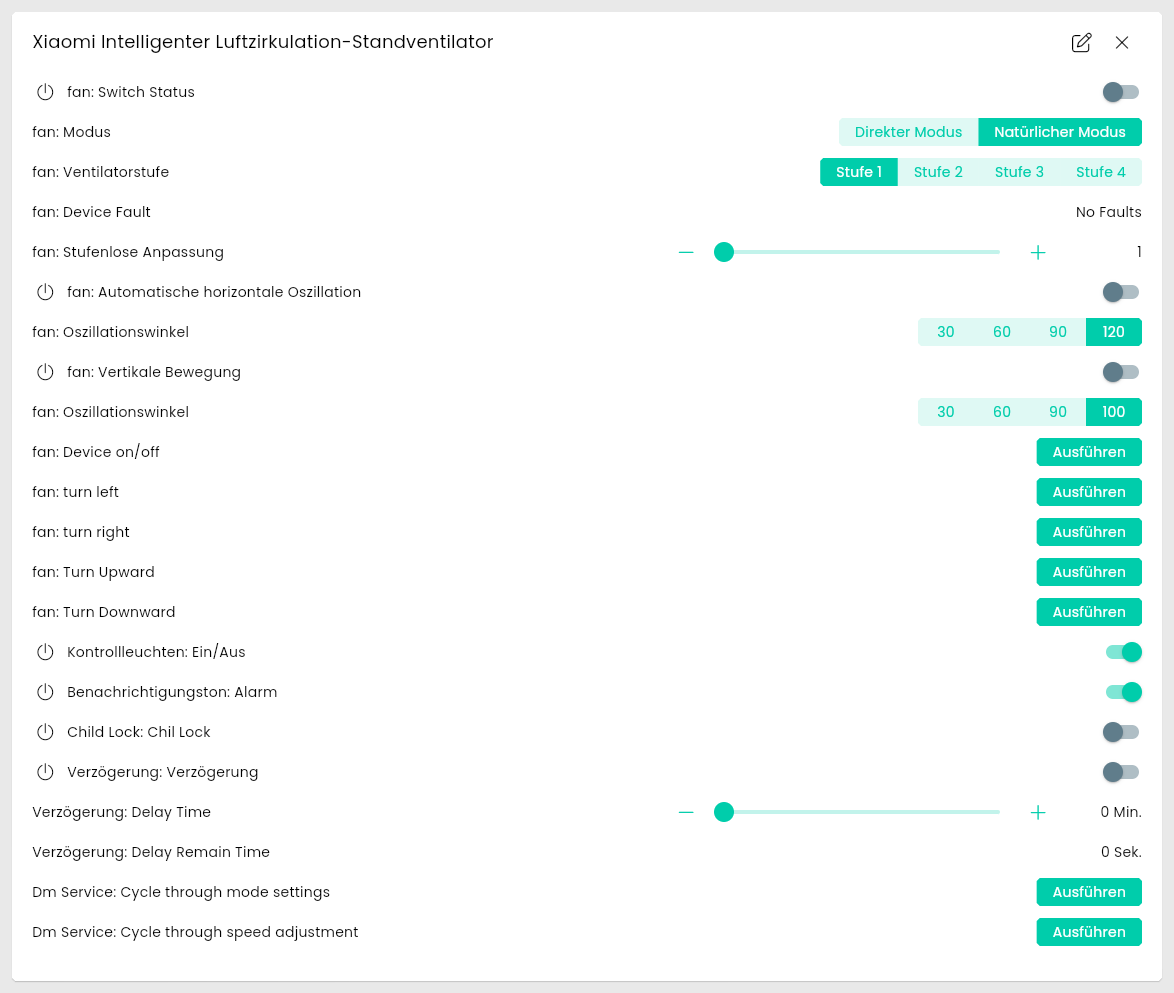 Xiaomi Intelligenter Luftzirkulation-Standventilator
fan: Switch Status
fan: Modus Direkter Modus Natürlicher Modus
fan: Ventilatorstufe Stufe 1 Stufe 2 Stufe 3 Stufe 4
fan: Device Fault No Faults
fan: Stufenlose Anpassung − + 1
fan: Automatische horizontale Oszillation
fan: Oszillationswinkel 30 60 90 120
fan: Vertikale Bewegung
fan: Oszillationswinkel 30 60 90 100
fan: Device on/off Ausführen
fan: turn left Ausführen
fan: turn right Ausführen
fan: Turn Upward Ausführen
fan: Turn Downward Ausführen
Kontrollleuchten: Ein/Aus
Benachrichtigungston: Alarm
Child Lock: Chil Lock
Verzögerung: Verzögerung
Verzögerung: Delay Time − + 0 Min.
Verzögerung: Delay Remain Time 0 Sek.
Dm Service: Cycle through mode settings Ausführen
Dm Service: Cycle through speed adjustment Ausführen